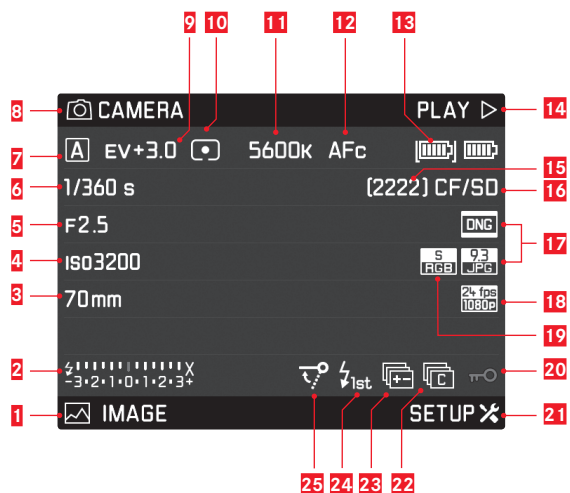 9 10 11 12 13
8 CAMERA PLAY 14
7 A EV+3.0 5600K AFc 15
6 1/360 s [2222] CF/SD 16
5 F2.5 DNG 17
4 ISO3200 S RGB 9.3 JPG
3 70mm 24 fps 1080P 18
19
2 X 1st C 20
-3·2·1·0·1·2·3+
1 IMAGE SETUP 21
25 24 23 22